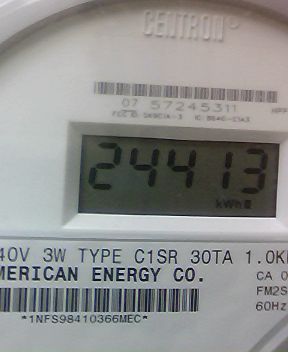 CENTRON
07 57245311
24413
kWh
40V 3W TYPE C1SR 30TA 1.0K
MERICAN ENERGY CO.
CA 0
FM2S
60Hz
*1NFS98410366MEC*